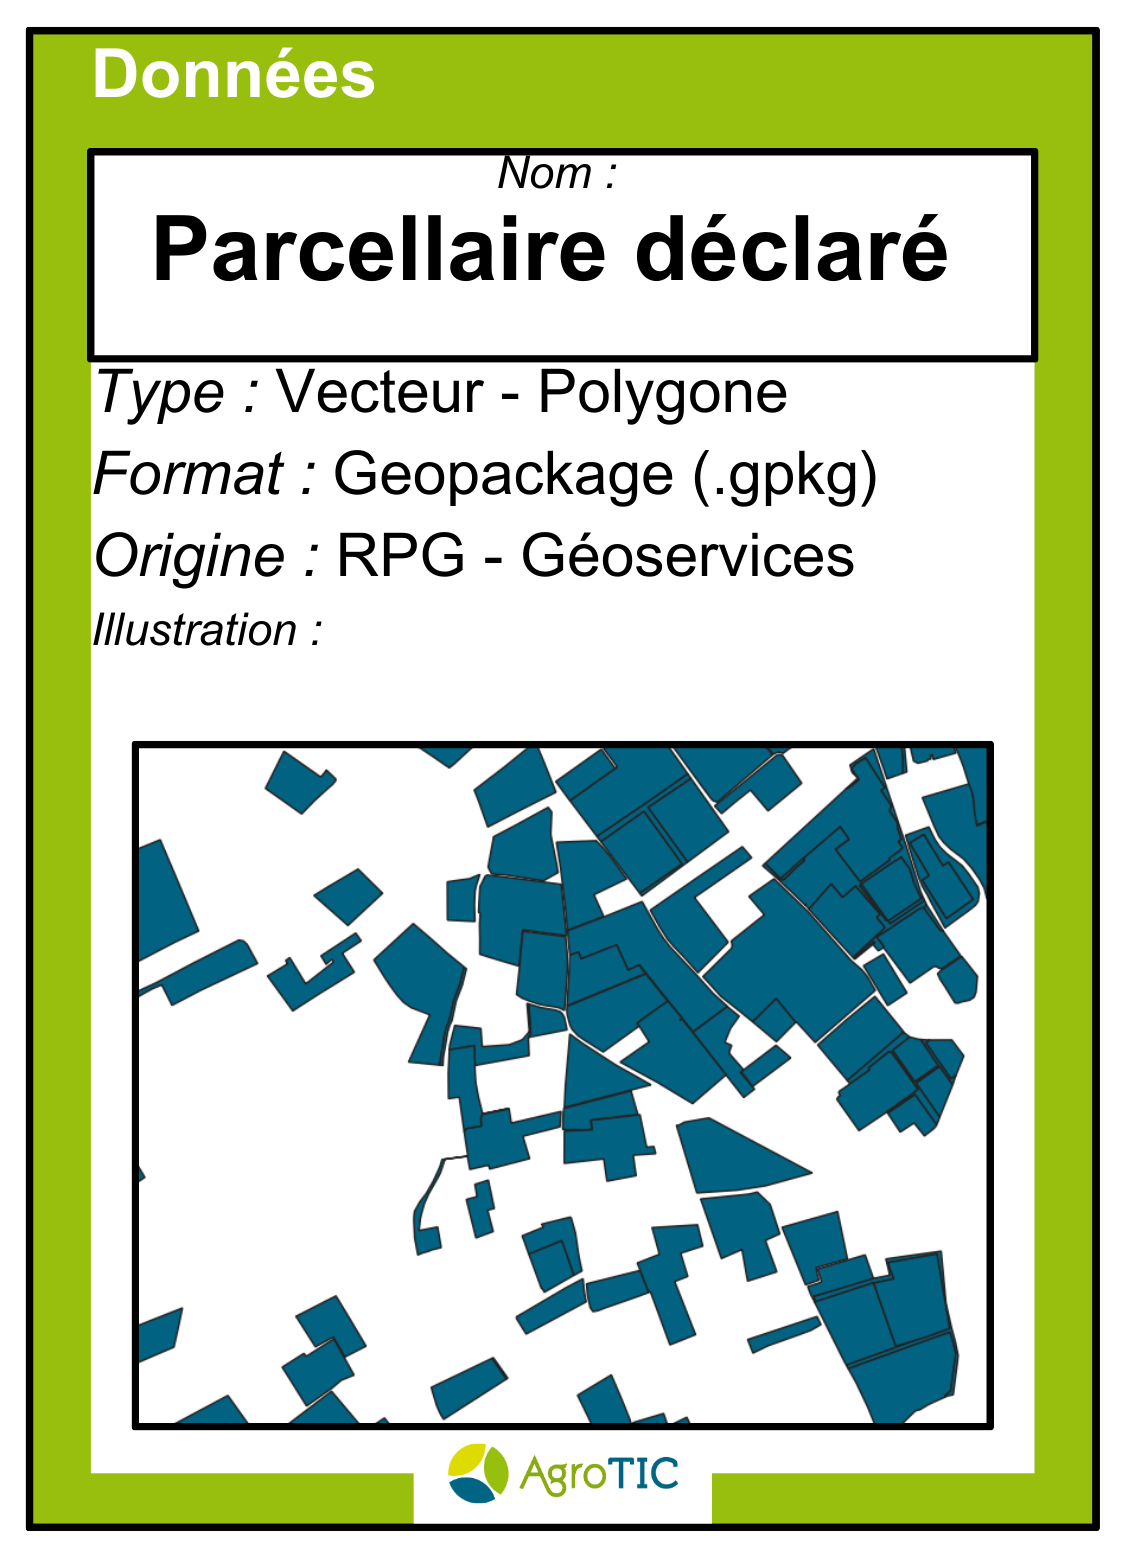 Données
Nom :
Parcellaire déclaré
Type : Vecteur - Polygone
Format : Geopackage (.gpkg)
Origine : RPG - Géoservices
Illustration :
AgroTIC